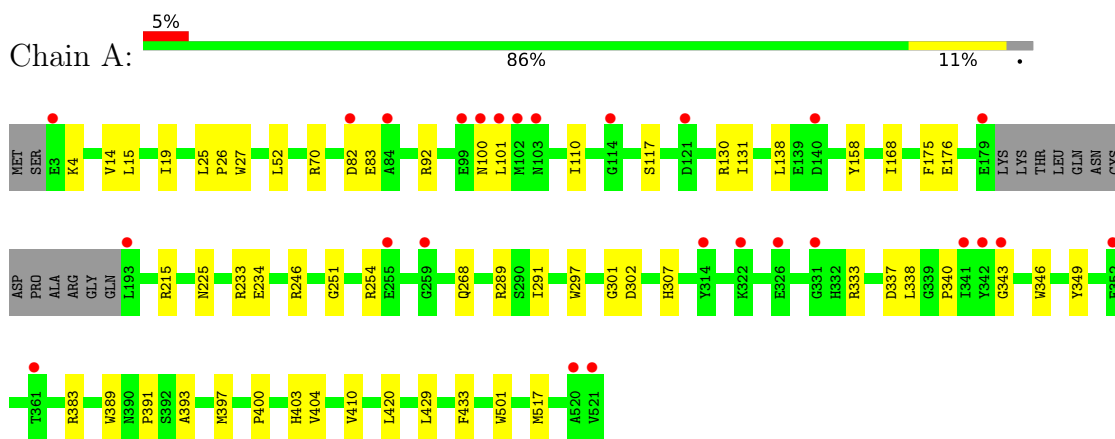 5%
Chain A:
86% 11% •
MET SER E3 K4 V14 L15 I19 L25 P26 W27 L52 R70 D82 E83 A84 R92 E99 N100 L101 M102 N103 I110 G114 S117 D121 R130 I131 L138 E139 D140 Y158 I168 F175 E176 E179 LYS LYS THR LEU GLN ASN CYS
ASP PRO ALA ARG GLY GLN L193 R215 N225 R233 E234 R246 G251 R254 E255 G259 Q268 R289 S290 I291 W297 G301 D302 H307 Y314 K322 E326 G331 H332 R333 D337 L338 G339 P340 I341 Y342 G343 W346 Y349
T361 R383 W389 N390 P391 S392 A393 M397 P400 H403 V404 V410 L420 L429 F433 W501 M517 A520 V521